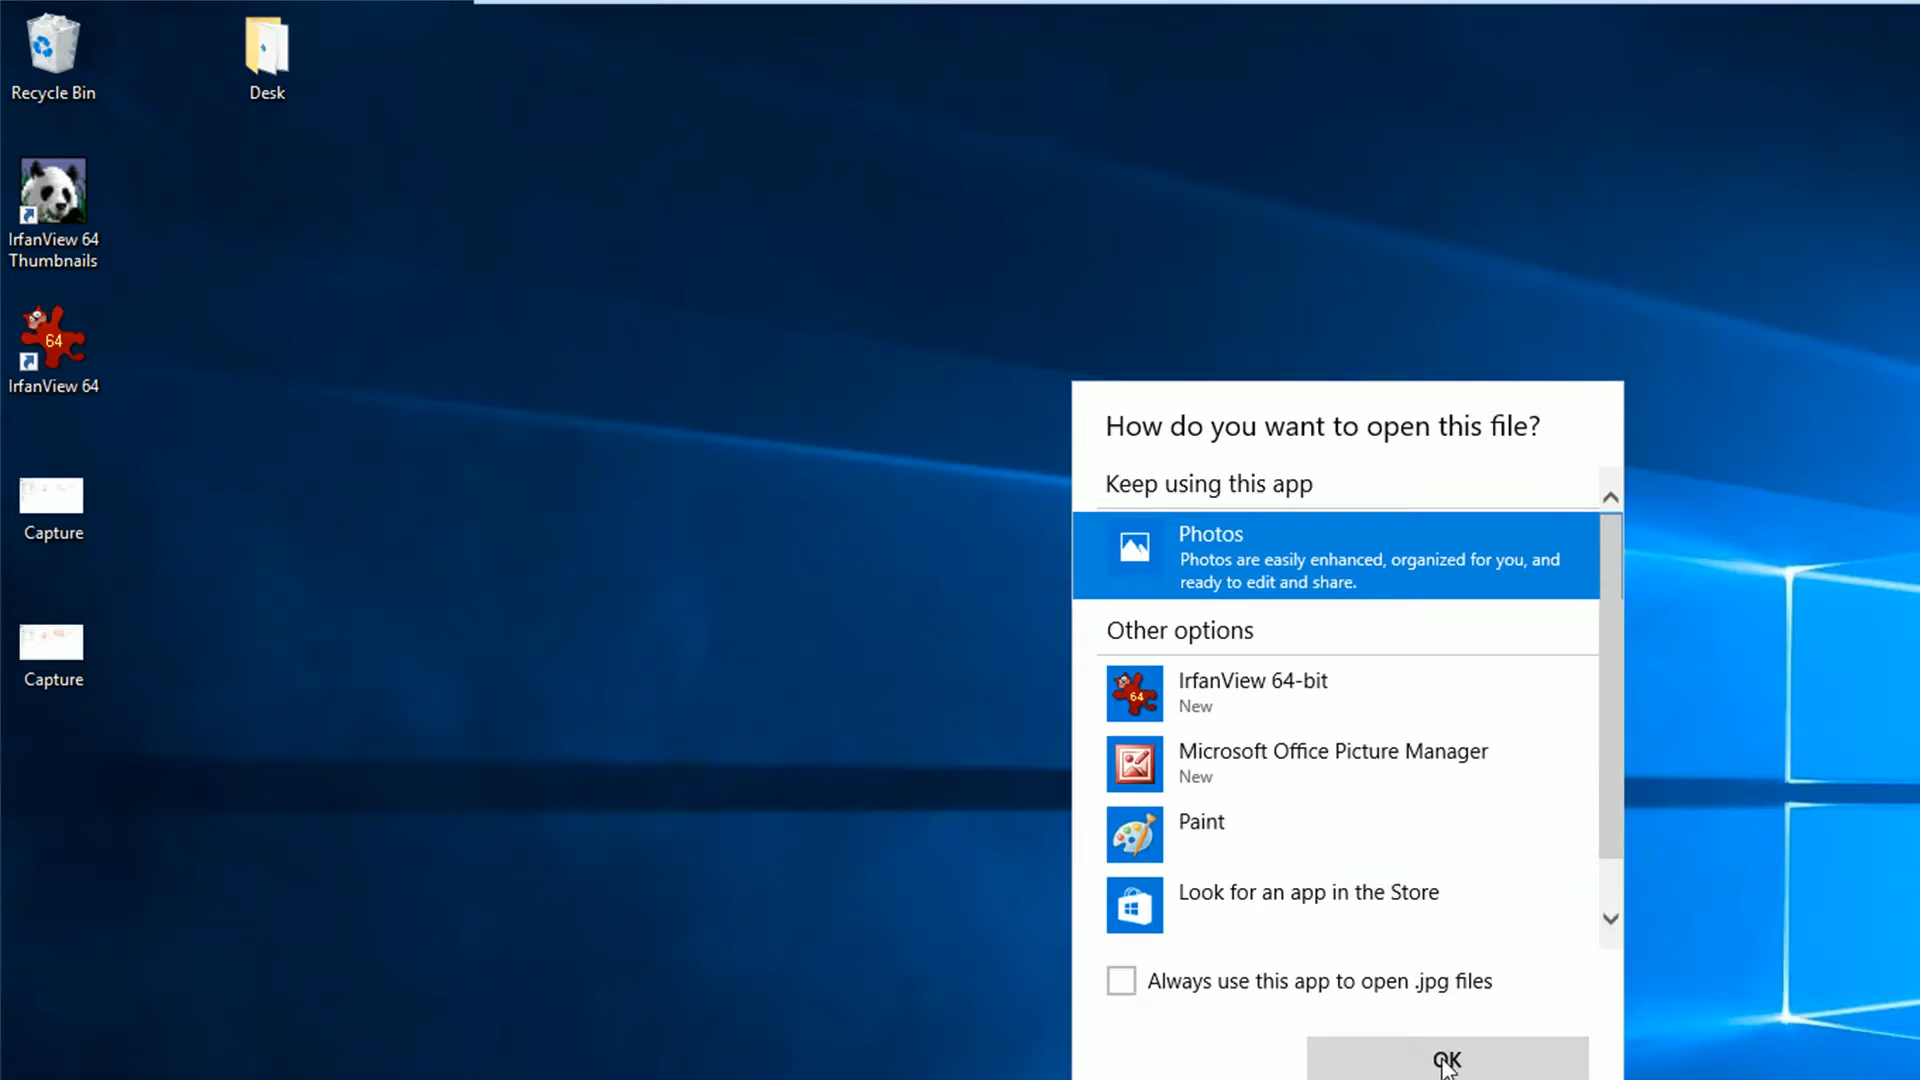 Recycle Bin
Desk
IrfanView 64
Thumbnails
64
IrfanView 64
Capture
Capture
How do you want to open this file?
Keep using this app
Photos
Photos are easily enhanced, organized for you, and
ready to edit and share.
Other options
64
IrfanView 64-bit
New
Microsoft Office Picture Manager
New
Paint
Look for an app in the Store
Always use this app to open .jpg files
OK